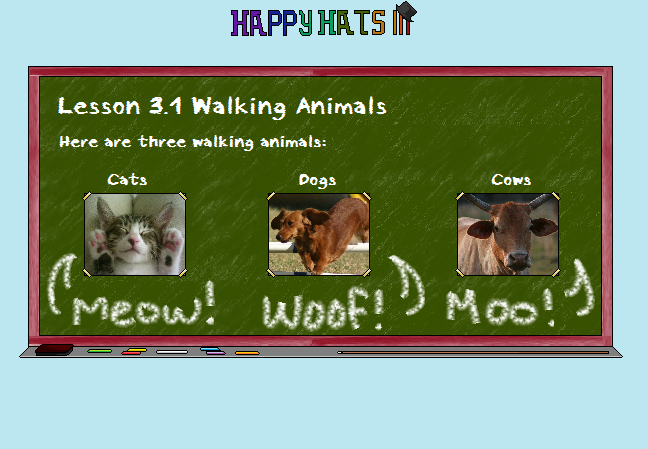 HAPPY HATS
Lesson 3.1 Walking Animals
Here are three walking animals:
Cats Dogs Cows
Meow! Woof! Moo!